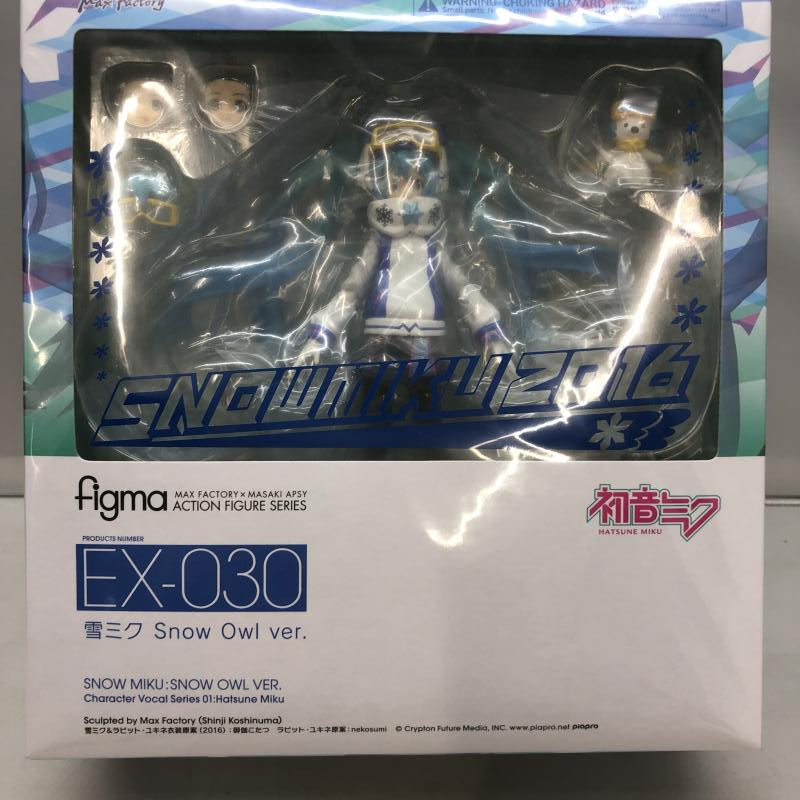 Max Factory
WARNING: CHOKING HAZARD
Small parts.
SNOWMIKU2016
figma MAX FACTORY×MASAKI APSY
ACTION FIGURE SERIES
初音ミク
HATSUNE MIKU
PRODUCTS NUMBER
EX-030
雪ミク Snow Owl ver.
SNOW MIKU:SNOW OWL VER.
Character Vocal Series 01:Hatsune Miku
Sculpted by Max Factory (Shinji Koshinuma)
雪ミク&ラビット・ユキネ衣装原案(2016):御伽こたつ ラビット・ユキネ原案:nekosumi © Crypton Future Media, INC. www.piapro.net piapro